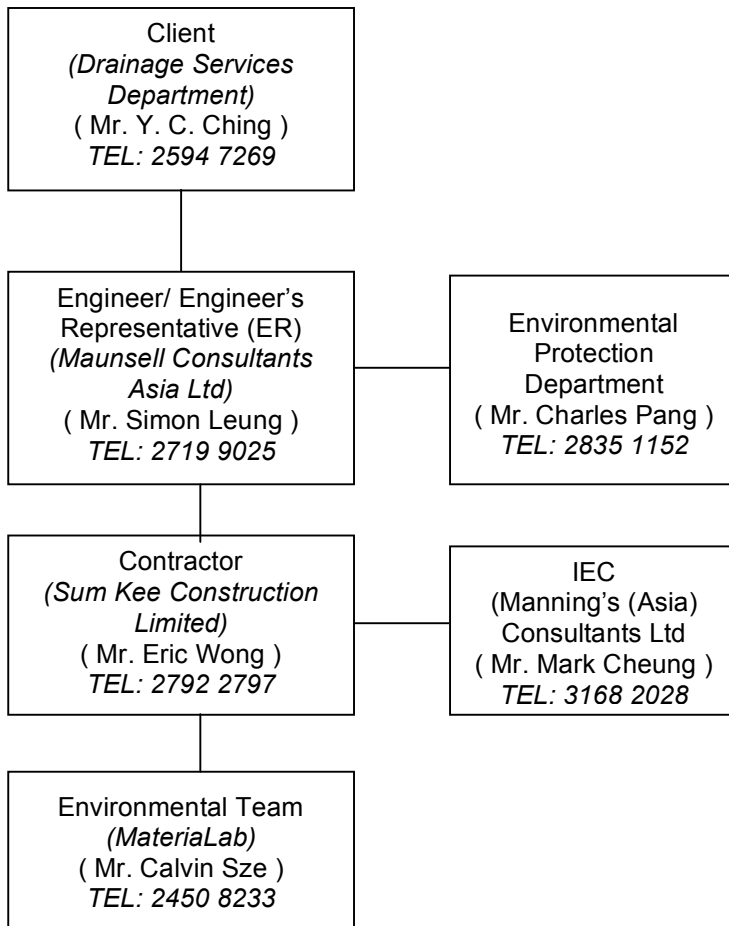 Client
(Drainage Services
Department)
( Mr. Y. C. Ching )
TEL: 2594 7269
Engineer/ Engineer’s
Representative (ER)
(Maunsell Consultants
Asia Ltd)
( Mr. Simon Leung )
TEL: 2719 9025
Environmental
Protection
Department
( Mr. Charles Pang )
TEL: 2835 1152
Contractor
(Sum Kee Construction
Limited)
( Mr. Eric Wong )
TEL: 2792 2797
IEC
(Manning’s (Asia)
Consultants Ltd
( Mr. Mark Cheung )
TEL: 3168 2028
Environmental Team
(MateriaLab)
( Mr. Calvin Sze )
TEL: 2450 8233